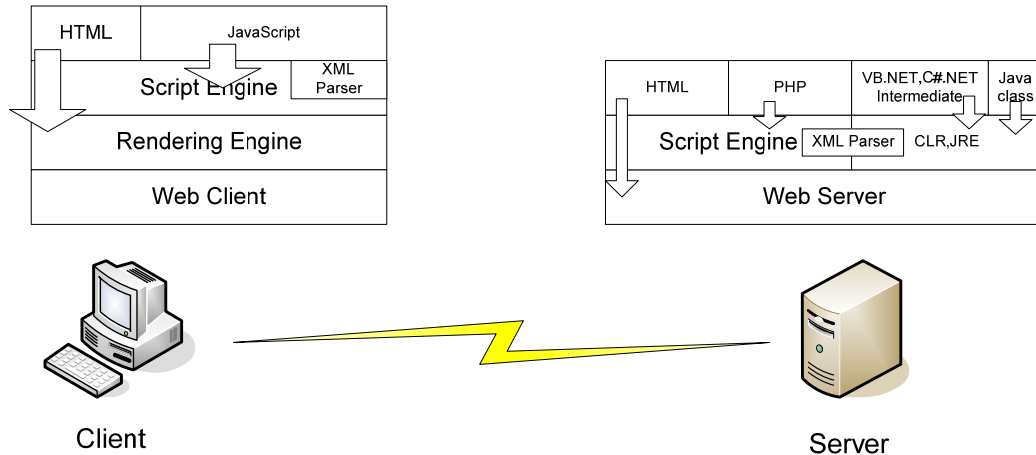 HTML
JavaScript
Script Engine
XML
Parser
Rendering Engine
Web Client
HTML
PHP
VB.NET,C#.NET
Intermediate
Java
class
Script Engine
XML Parser
CLR,JRE
Web Server
Client
Server